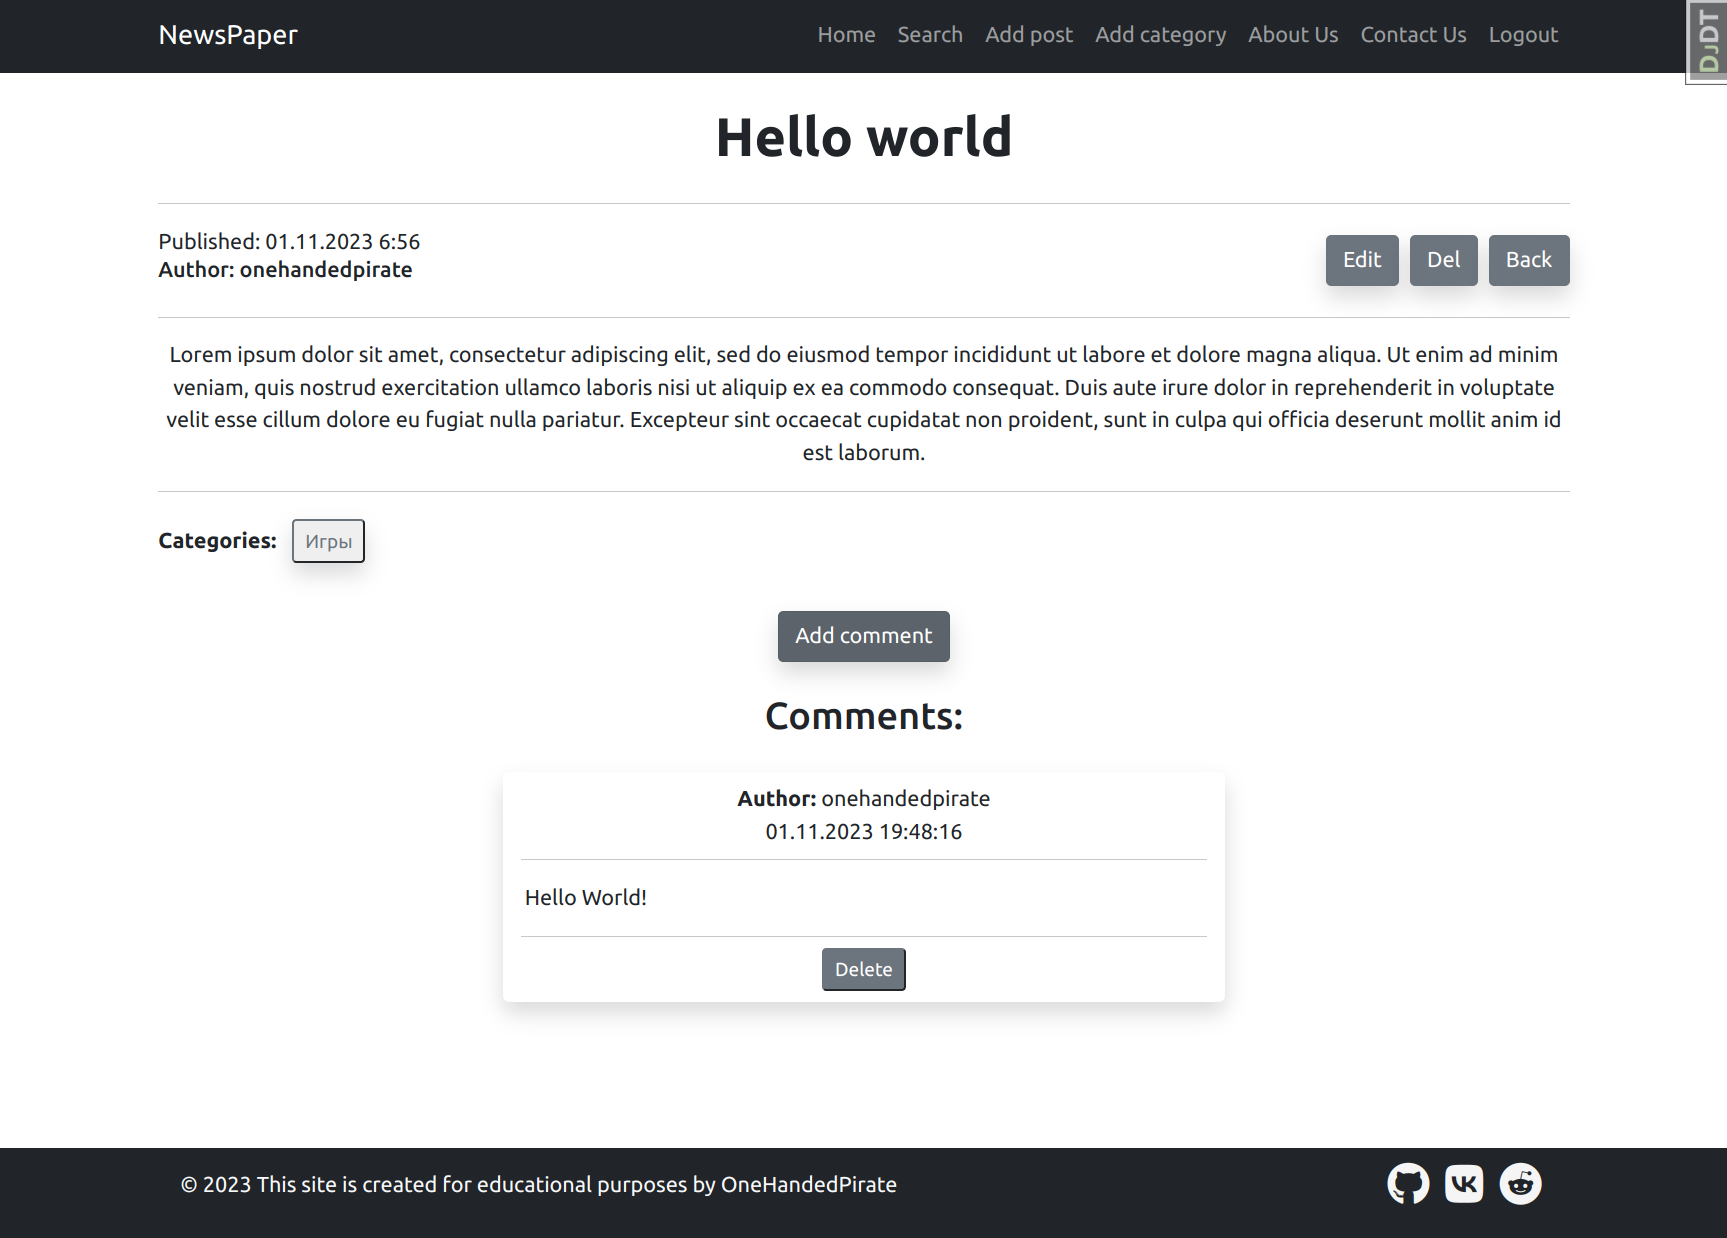 NewsPaper
Home Search Add post Add category About Us Contact Us Logout
DJDT
Hello world
Published: 01.11.2023 6:56
Author: onehandedpirate
Edit Del Back
Lorem ipsum dolor sit amet, consectetur adipiscing elit, sed do eiusmod tempor incididunt ut labore et dolore magna aliqua. Ut enim ad minim
veniam, quis nostrud exercitation ullamco laboris nisi ut aliquip ex ea commodo consequat. Duis aute irure dolor in reprehenderit in voluptate
velit esse cillum dolore eu fugiat nulla pariatur. Excepteur sint occaecat cupidatat non proident, sunt in culpa qui officia deserunt mollit anim id
est laborum.
Categories: Игры
Add comment
Comments:
Author: onehandedpirate
01.11.2023 19:48:16
Hello World!
Delete
© 2023 This site is created for educational purposes by OneHandedPirate